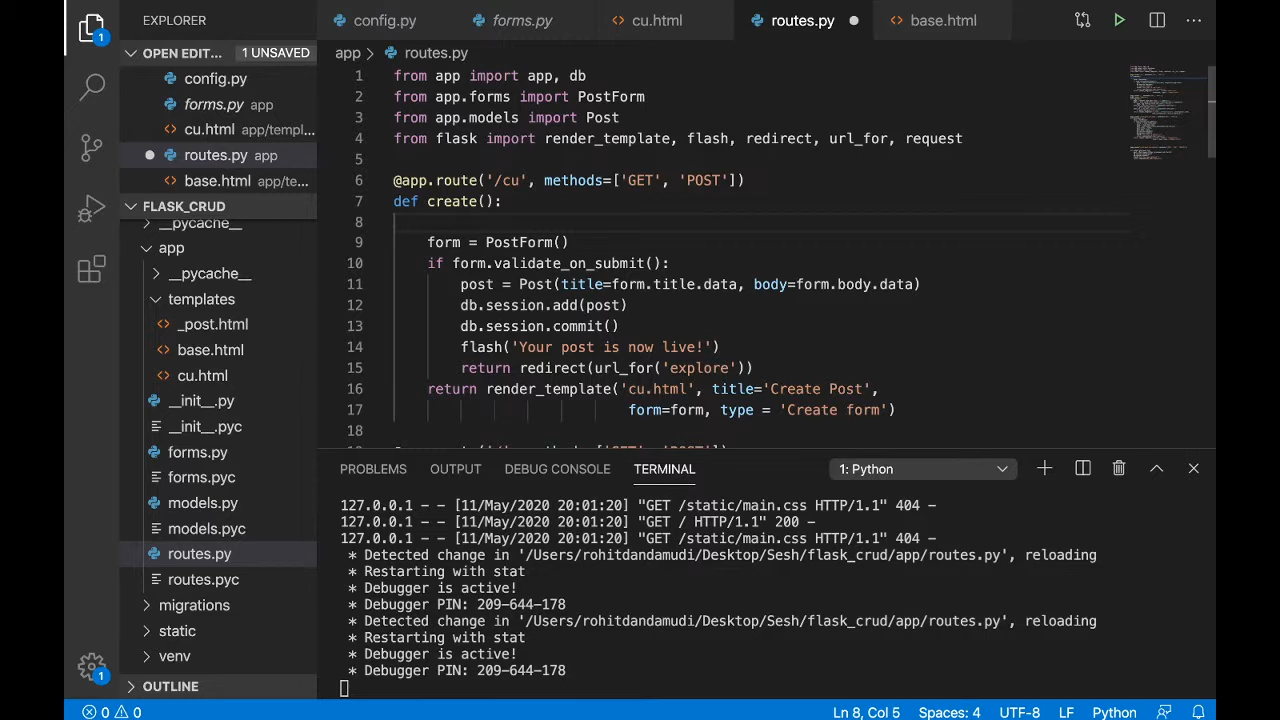 EXPLORER
config.py
forms.py
cu.html
routes.py
base.html
1
OPEN EDIT...
1 UNSAVED
config.py
forms.py app
cu.html app/templ...
routes.py app
base.html app/te...
FLASK_CRUD
__pycache__
app
__pycache__
templates
_post.html
base.html
cu.html
__init__.py
__init__.pyc
forms.py
forms.pyc
models.py
models.pyc
routes.py
routes.pyc
migrations
static
venv
OUTLINE
1
app > routes.py
1 from app import app, db
2 from app.forms import PostForm
3 from app.models import Post
4 from flask import render_template, flash, redirect, url_for, request
5
6 @app.route('/cu', methods=['GET', 'POST'])
7 def create():
8
9 form = PostForm()
10 if form.validate_on_submit():
11 post = Post(title=form.title.data, body=form.body.data)
12 db.session.add(post)
13 db.session.commit()
14 flash('Your post is now live!')
15 return redirect(url_for('explore'))
16 return render_template('cu.html', title='Create Post',
17 form=form, type = 'Create form')
18
PROBLEMS
OUTPUT
DEBUG CONSOLE
TERMINAL
1: Python
127.0.0.1 - - [11/May/2020 20:01:20] "GET /static/main.css HTTP/1.1" 404 -
127.0.0.1 - - [11/May/2020 20:01:20] "GET / HTTP/1.1" 200 -
127.0.0.1 - - [11/May/2020 20:01:20] "GET /static/main.css HTTP/1.1" 404 -
* Detected change in '/Users/rohitdandamudi/Desktop/Sesh/flask_crud/app/routes.py', reloading
* Restarting with stat
* Debugger is active!
* Debugger PIN: 209-644-178
* Detected change in '/Users/rohitdandamudi/Desktop/Sesh/flask_crud/app/routes.py', reloading
* Restarting with stat
* Debugger is active!
* Debugger PIN: 209-644-178
0
0
Ln 8, Col 5
Spaces: 4
UTF-8
LF
Python